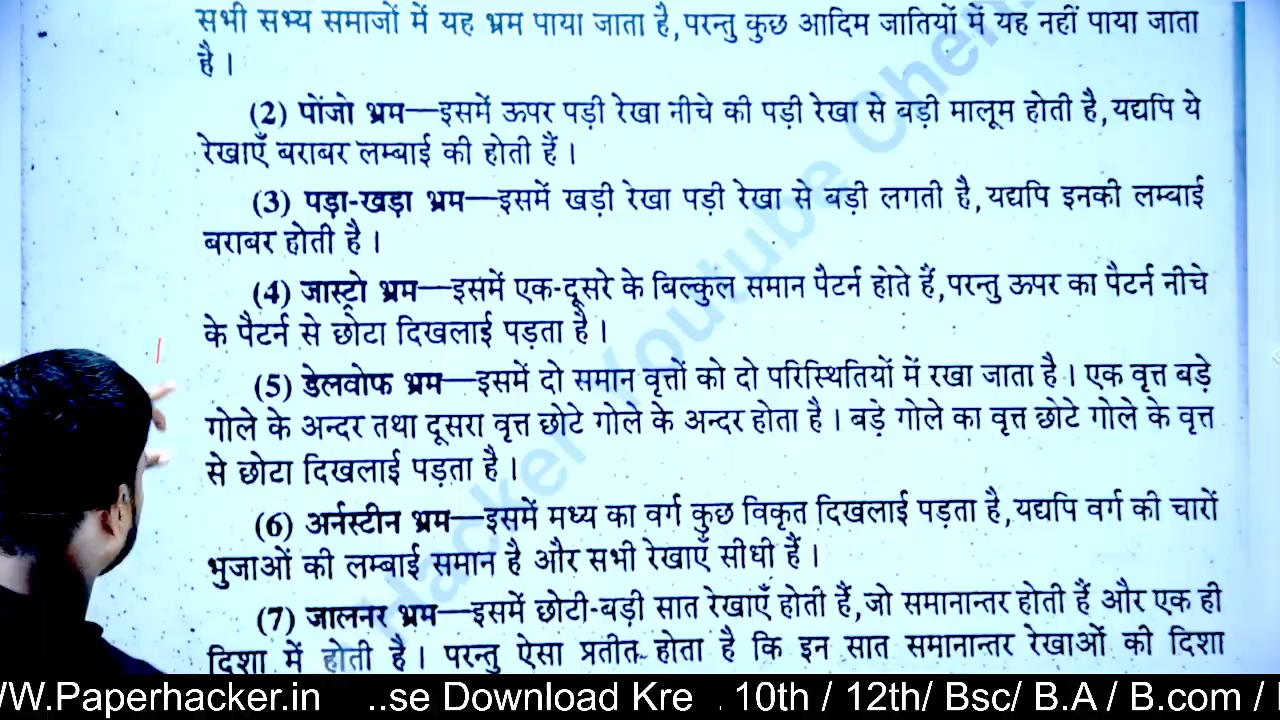 सभी सभ्य समाजों में यह भ्रम पाया जाता है, परन्तु कुछ आदिम जातियों में यह नहीं पाया जाता
है।
(2) पोंजो भ्रम—इसमें ऊपर पड़ी रेखा नीचे की पड़ी रेखा से बड़ी मालूम होती है, यद्यपि ये
रेखाएँ बराबर लम्बाई की होती हैं।
(3) पड़ा-खड़ा भ्रम—इसमें खड़ी रेखा पड़ी रेखा से बड़ी लगती है, यद्यपि इनकी लम्बाई
बराबर होती है।
(4) जास्ट्रो भ्रम—इसमें एक-दूसरे के बिल्कुल समान पैटर्न होते हैं, परन्तु ऊपर का पैटर्न नीचे
के पैटर्न से छोटा दिखलाई पड़ता है।
(5) डेलवोफ भ्रम—इसमें दो समान वृत्तों को दो परिस्थितियों में रखा जाता है। एक वृत्त बड़े
गोले के अन्दर तथा दूसरा वृत्त छोटे गोले के अन्दर होता है। बड़े गोले का वृत्त छोटे गोले के वृत्त
से छोटा दिखलाई पड़ता है।
(6) अर्नस्टीन भ्रम—इसमें मध्य का वर्ग कुछ विकृत दिखलाई पड़ता है, यद्यपि वर्ग की चारों
भुजाओं की लम्बाई समान है और सभी रेखाएँ सीधी हैं।
(7) जालनर भ्रम—इसमें छोटी-बड़ी सात रेखाएँ होती हैं, जो समानान्तर होती हैं और एक ही
दिशा में होती है। परन्तु ऐसा प्रतीत होता है कि इन सात समानान्तर रेखाओं की दिशा
Hacker Youtube Chem
/W.Paperhacker.in ..se Download Kre . 10th / 12th/ Bsc/ B.A / B.com /